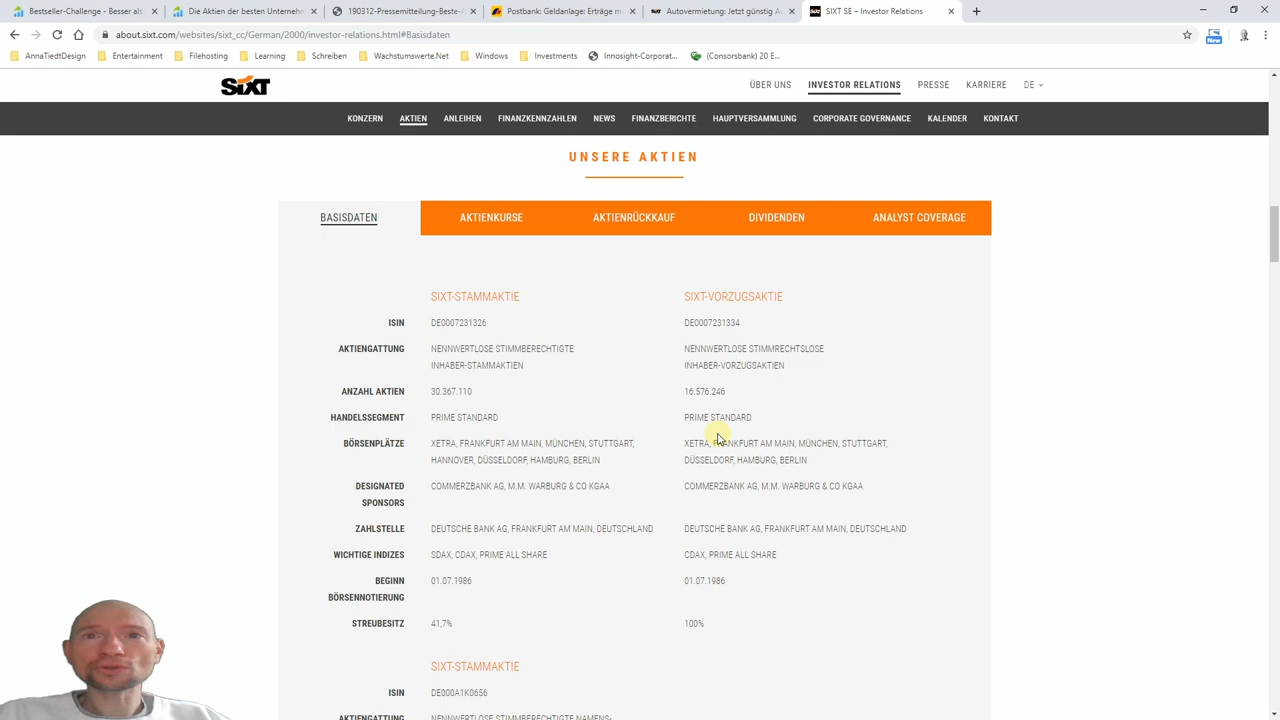 Bestseller-Challenge - Besser als
Die Aktien der besten Unternehm
190312-Pressemitteilung-Beste-A
Postbank: Geldanlage: Erträge m
Autovermietung: Jetzt günstig A
SIXT SE – Investor Relations
about.sixt.com/websites/sixt_cc/German/2000/investor-relations.html#Basisdaten
New
AnnaTiedtDesign
Entertainment
Filehosting
Learning
Schreiben
Wachstumswerte.Net
Windows
Investments
Innosight-Corporat...
(Consorsbank) 20 E...
SIXT
ÜBER UNS
INVESTOR RELATIONS
PRESSE
KARRIERE
DE
KONZERN
AKTIEN
ANLEIHEN
FINANZKENNZAHLEN
NEWS
FINANZBERICHTE
HAUPTVERSAMMLUNG
CORPORATE GOVERNANCE
KALENDER
KONTAKT
UNSERE AKTIEN
BASISDATEN
AKTIENKURSE
AKTIENRÜCKKAUF
DIVIDENDEN
ANALYST COVERAGE
SIXT-STAMMAKTIE
SIXT-VORZUGSAKTIE
ISIN
DE0007231326
DE0007231334
AKTIENGATTUNG
NENNWERTLOSE STIMMBERECHTIGTE
INHABER-STAMMAKTIEN
NENNWERTLOSE STIMMRECHTSLOSE
INHABER-VORZUGSAKTIEN
ANZAHL AKTIEN
30.367.110
16.576.246
HANDELSSEGMENT
PRIME STANDARD
PRIME STANDARD
BÖRSENPLÄTZE
XETRA, FRANKFURT AM MAIN, MÜNCHEN, STUTTGART,
HANNOVER, DÜSSELDORF, HAMBURG, BERLIN
XETRA, FRANKFURT AM MAIN, MÜNCHEN, STUTTGART,
DÜSSELDORF, HAMBURG, BERLIN
DESIGNATED
SPONSORS
COMMERZBANK AG, M.M. WARBURG & CO KGAA
COMMERZBANK AG, M.M. WARBURG & CO KGAA
ZAHLSTELLE
DEUTSCHE BANK AG, FRANKFURT AM MAIN, DEUTSCHLAND
DEUTSCHE BANK AG, FRANKFURT AM MAIN, DEUTSCHLAND
WICHTIGE INDIZES
SDAX, CDAX, PRIME ALL SHARE
CDAX, PRIME ALL SHARE
BEGINN
BÖRSENNOTIERUNG
01.07.1986
01.07.1986
STREUBESITZ
41,7%
100%
SIXT-STAMMAKTIE
ISIN
DE000A1K0656
AKTIENGATTUNG
NENNWERTLOSE STIMMBERECHTIGTE NAMENS-